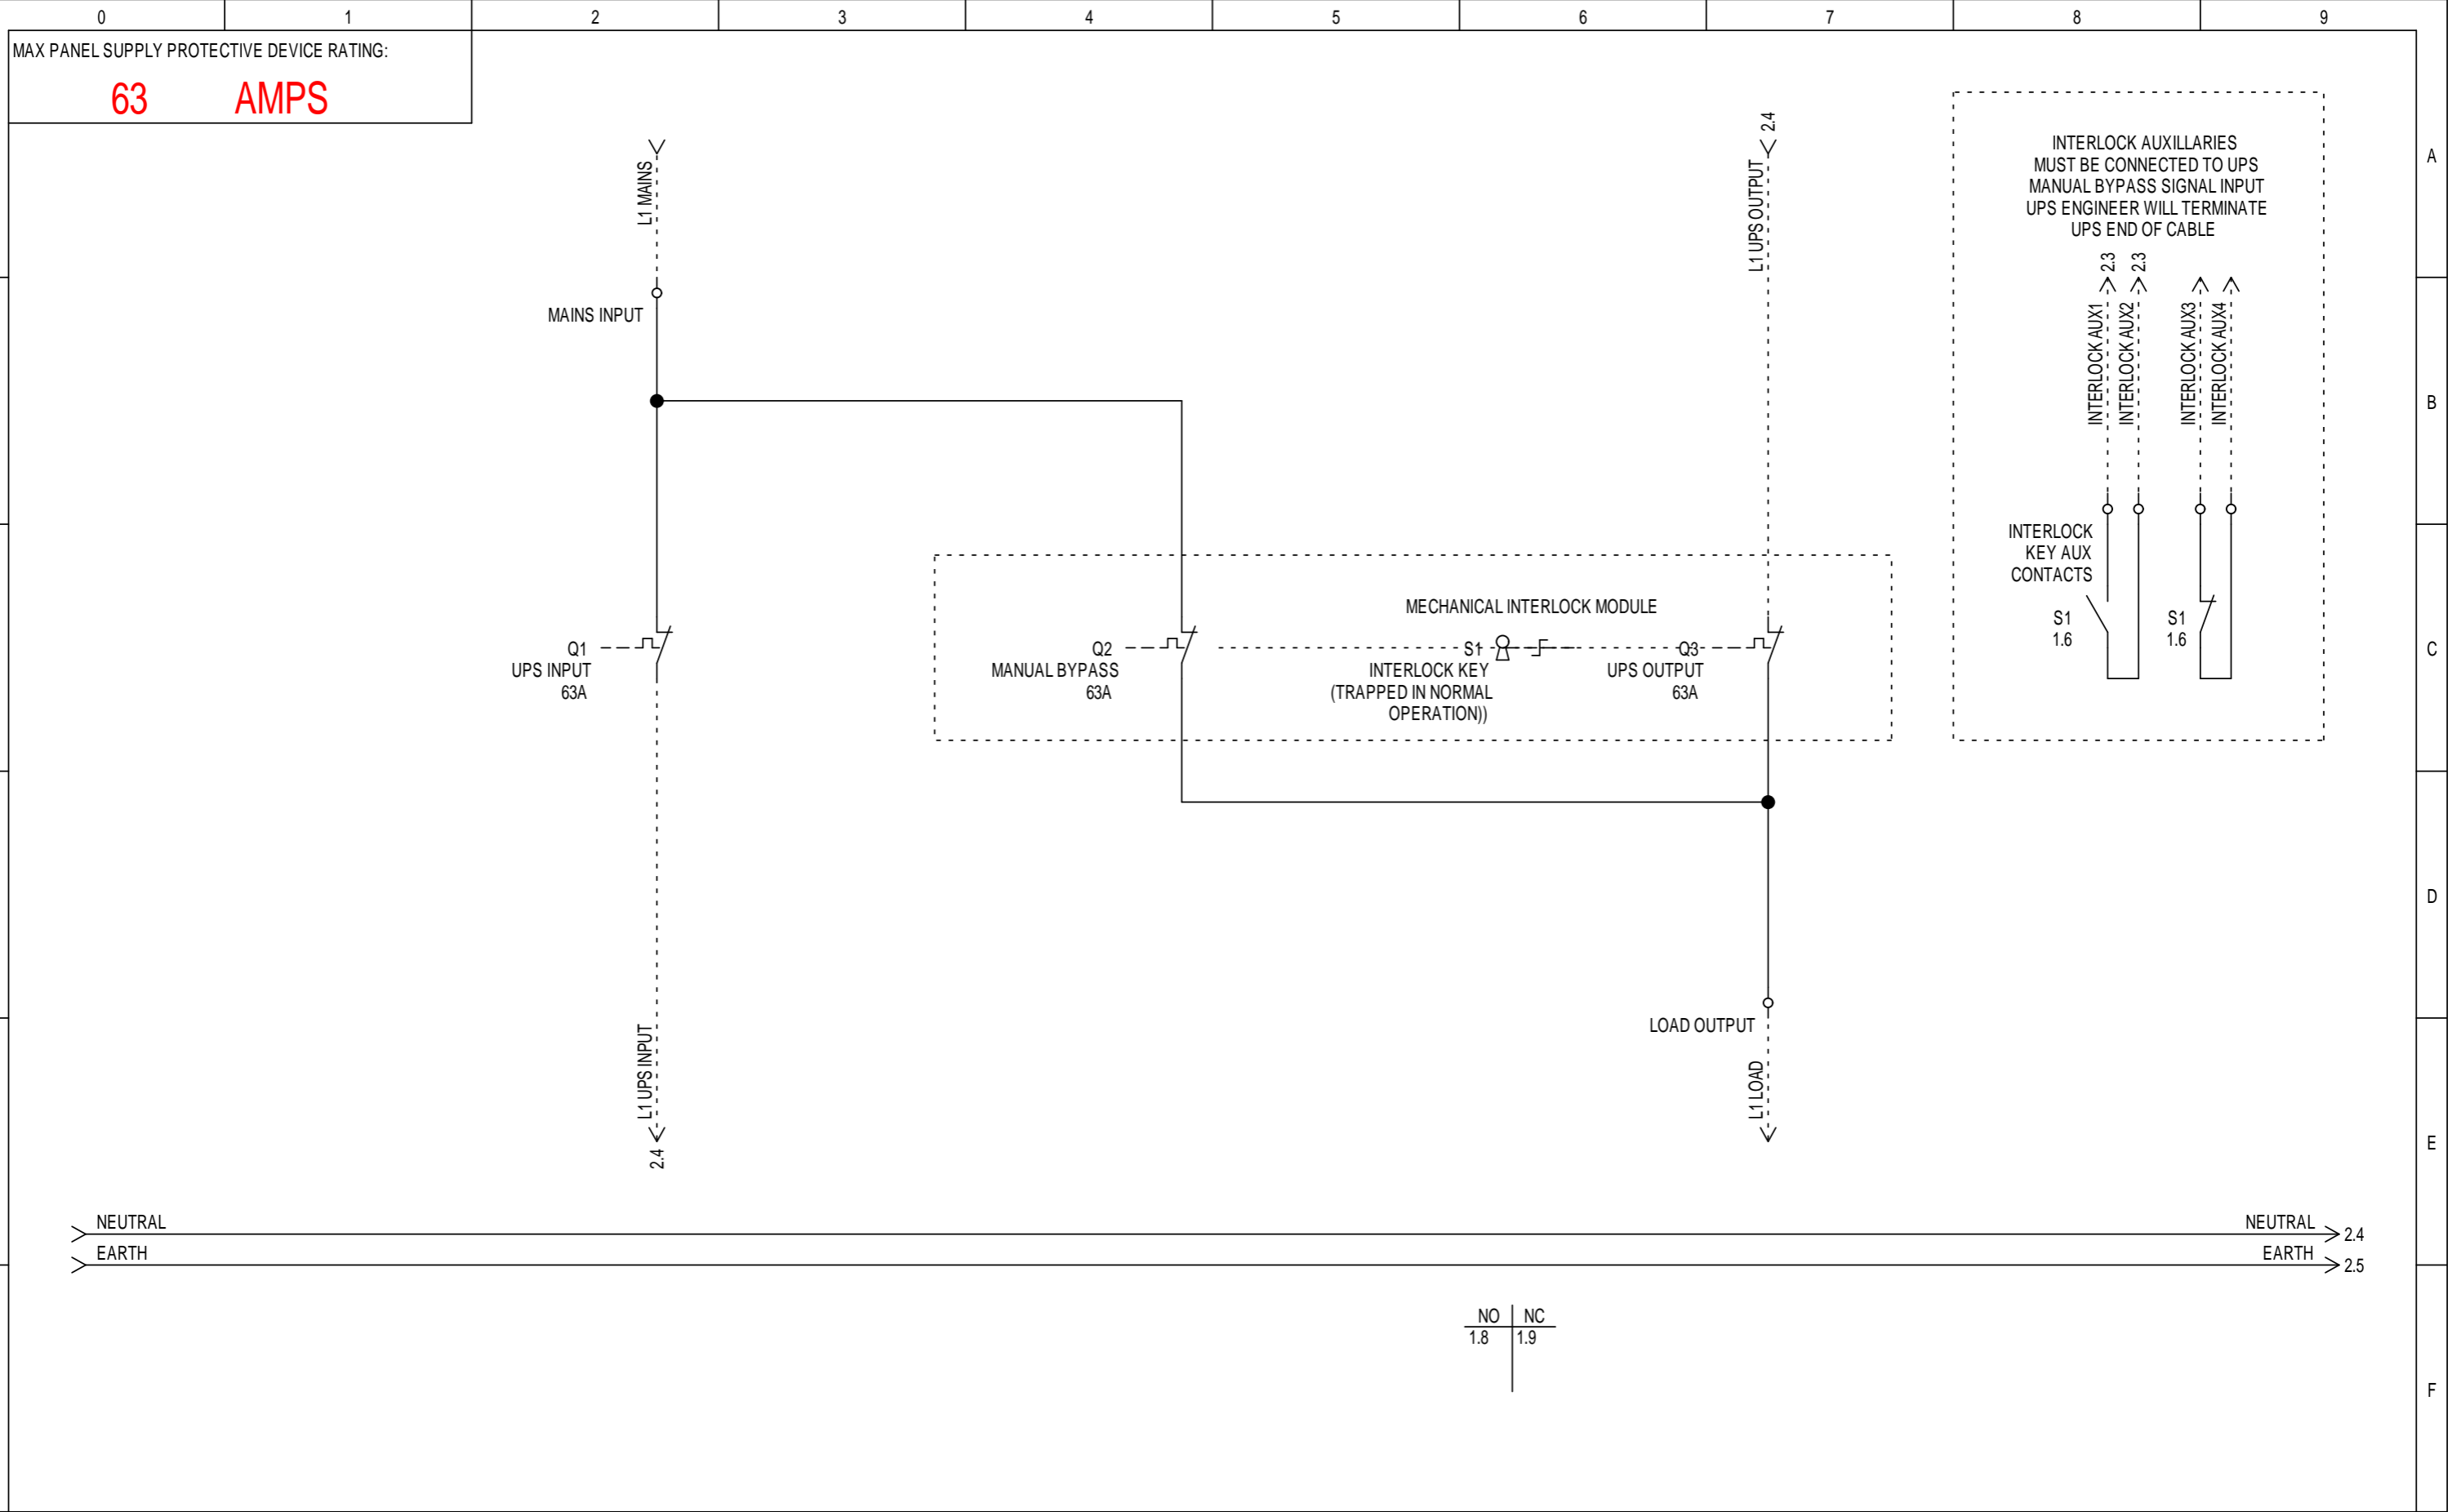 0 1 2 3 4 5 6 7 8 9
MAX PANEL SUPPLY PROTECTIVE DEVICE RATING:
63 AMPS
L1 MAINS
MAINS INPUT
2.4
L1 UPS OUTPUT
INTERLOCK AUXILLARIES
MUST BE CONNECTED TO UPS
MANUAL BYPASS SIGNAL INPUT
UPS ENGINEER WILL TERMINATE
UPS END OF CABLE
2.3
2.3
INTERLOCK AUX1
INTERLOCK AUX2
INTERLOCK AUX3
INTERLOCK AUX4
INTERLOCK
KEY AUX
CONTACTS
S1
1.6
S1
1.6
A
B
C
D
E
F
Q1
UPS INPUT
63A
Q2
MANUAL BYPASS
63A
MECHANICAL INTERLOCK MODULE
S1
INTERLOCK KEY
(TRAPPED IN NORMAL
OPERATION))
Q3
UPS OUTPUT
63A
L1 UPS INPUT
2.4
LOAD OUTPUT
L1 LOAD
NEUTRAL
EARTH
NEUTRAL 2.4
EARTH 2.5
NO NC
1.8 1.9